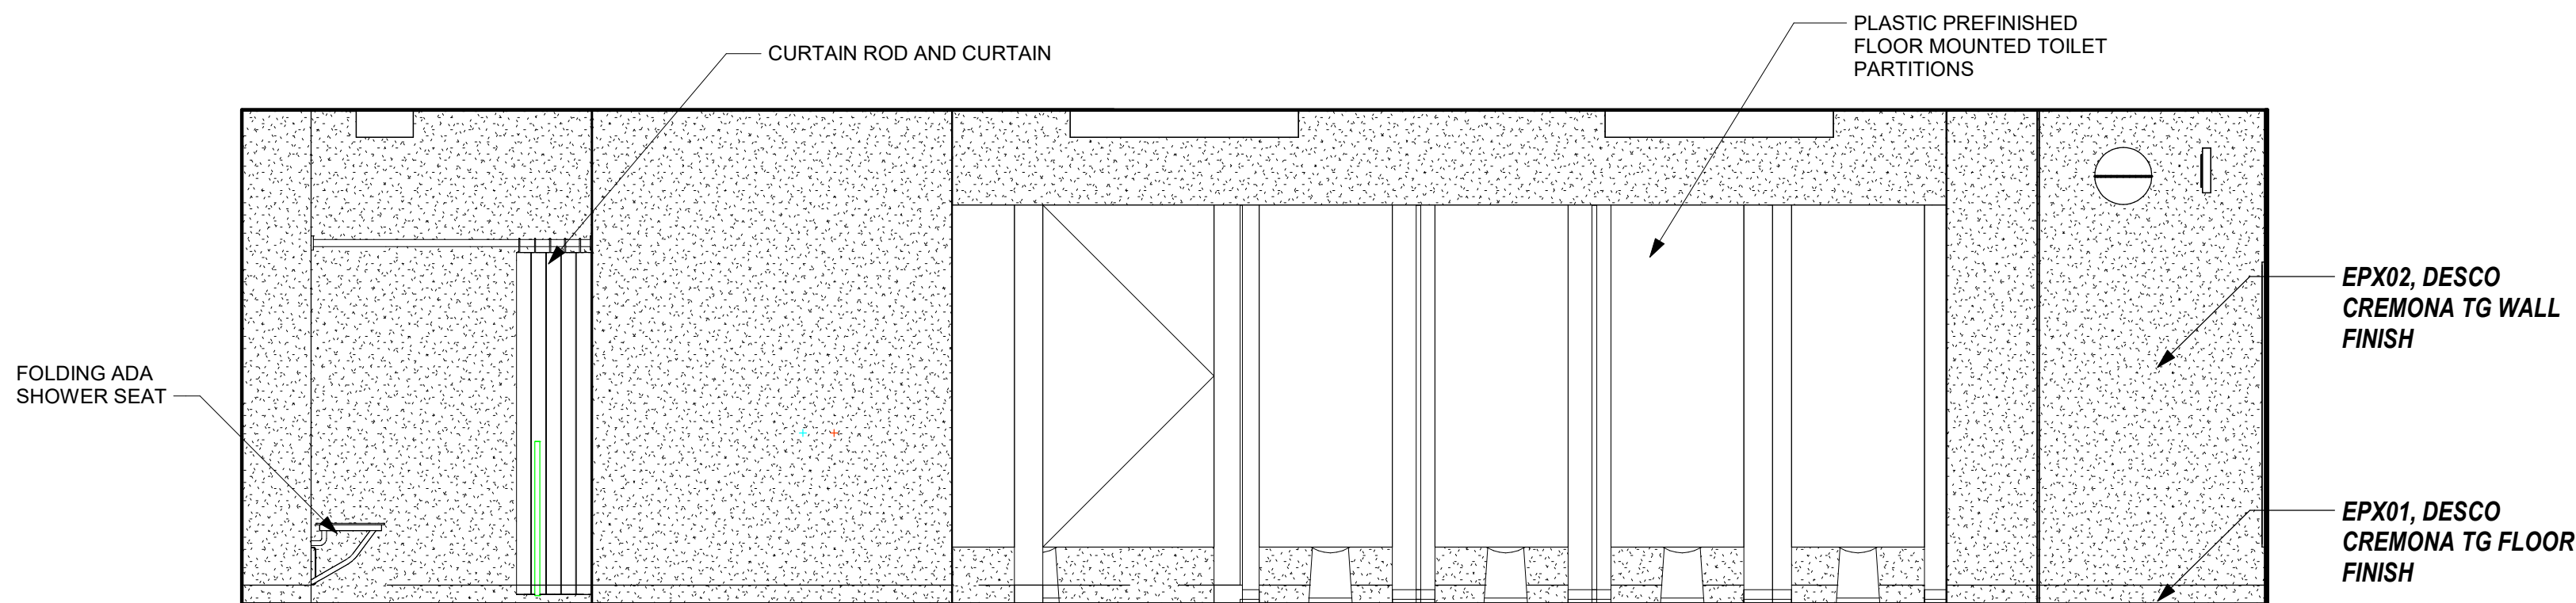 PLASTIC PREFINISHED
FLOOR MOUNTED TOILET
PARTITIONS
CURTAIN ROD AND CURTAIN
EPX02, DESCO
CREMONA TG WALL
FINISH
FOLDING ADA
SHOWER SEAT
EPX01, DESCO
CREMONA TG FLOOR
FINISH